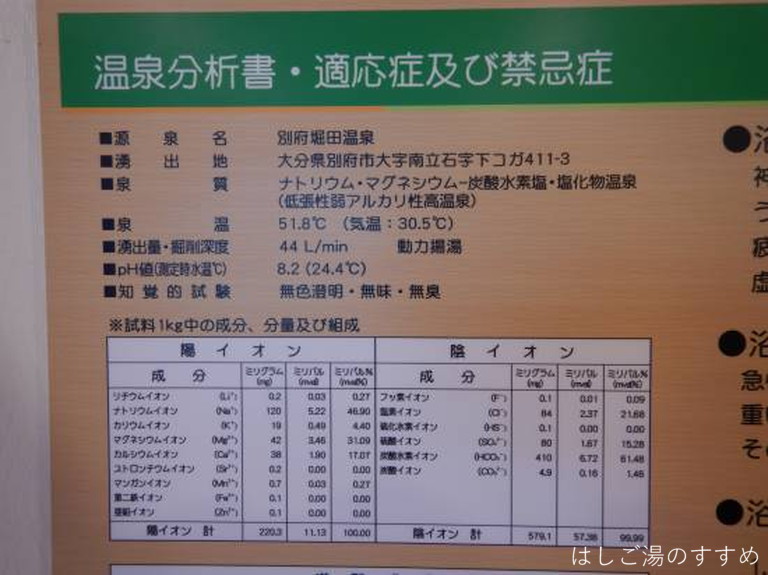 温泉分析書・適応症及び禁忌症
■源泉名 別府堀田温泉
■湧出地 大分県別府市大字南立石字下コガ411-3
■泉質 ナトリウム・マグネシウム-炭酸水素塩・塩化物温泉
(低張性弱アルカリ性高温泉)
■泉温 51.8℃ (気温:30.5℃)
■湧出量・掘削深度 44 L/min 動力揚湯
■pH値(測定時水温℃) 8.2 (24.4℃)
■知覚的試験 無色澄明・無味・無臭
※試料1kg中の成分、分量及び組成
陽イオン 陰イオン
成分 ミリグラム(mg) ミリバル(mval) ミリバル%(mval%) 成分 ミリグラム(mg) ミリバル(mval) ミリバル%(mval%)
リチウムイオン (Li⁺) 0.2 0.03 0.27 フッ素イオン (F⁻) 0.1 0.01 0.09
ナトリウムイオン (Na⁺) 120 5.22 46.90 塩素イオン (Cl⁻) 84 2.37 21.68
カリウムイオン (K⁺) 19 0.49 4.40 硫化水素イオン (HS⁻) 0.1 0.00 0.00
マグネシウムイオン (Mg²⁺) 42 3.46 31.09 硫酸イオン (SO₄²⁻) 80 1.67 15.28
カルシウムイオン (Ca²⁺) 38 1.90 17.07 炭酸水素イオン (HCO₃⁻) 410 6.72 61.48
ストロンチウムイオン (Sr²⁺) 0.2 0.00 0.00 炭酸イオン (CO₃²⁻) 4.9 0.16 1.46
マンガンイオン (Mn²⁺) 0.7 0.03 0.27
第二鉄イオン 0.1 0.00 0.00
亜鉛イオン (Zn²⁺) 0.1 0.00 0.00
陽イオン 計 220.3 11.13 100.00 陰イオン 計 579.1 57.38 99.99
●浴
神
う
疲
虚
●浴
急
重
そ
●浴
はしご湯のすすめ